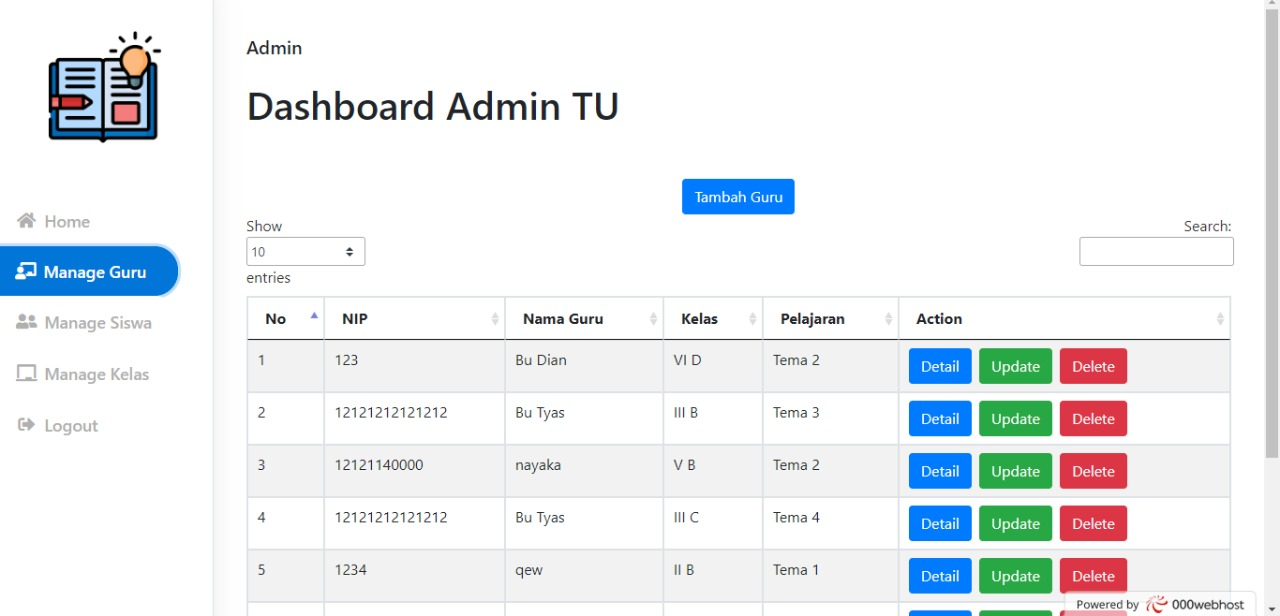 Admin
Dashboard Admin TU
Home
Manage Guru
Manage Siswa
Manage Kelas
Logout
Tambah Guru
Show
10
entries
Search:
No NIP Nama Guru Kelas Pelajaran Action
1 123 Bu Dian VI D Tema 2 Detail Update Delete
2 12121212121212 Bu Tyas III B Tema 3 Detail Update Delete
3 12121140000 nayaka V B Tema 2 Detail Update Delete
4 12121212121212 Bu Tyas III C Tema 4 Detail Update Delete
5 1234 qew II B Tema 1 Detail Update Delete
Powered by 000webhost